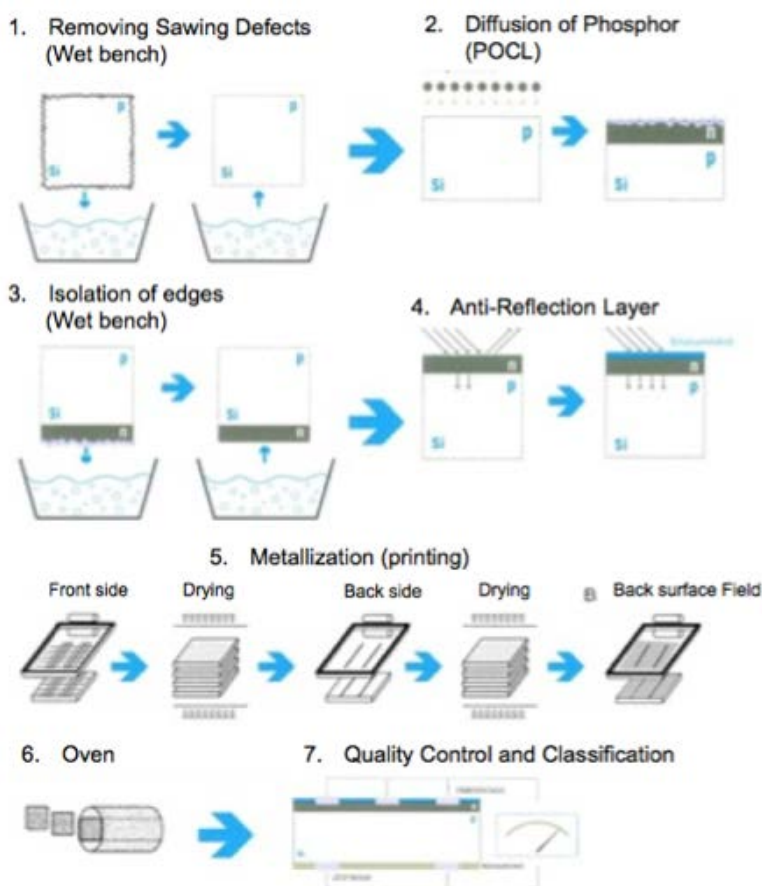 1. Removing Sawing Defects
(Wet bench)
p
Si
p
Si
2. Diffusion of Phosphor
(POCL)
p
Si
n
p
Si
3. Isolation of edges
(Wet bench)
p
Si
n
p
Si
n
4. Anti-Reflection Layer
n
p
Si
n
p
Si
5. Metallization (printing)
Front side
Drying
Back side
Drying
B Back surface Field
6. Oven
7. Quality Control and Classification